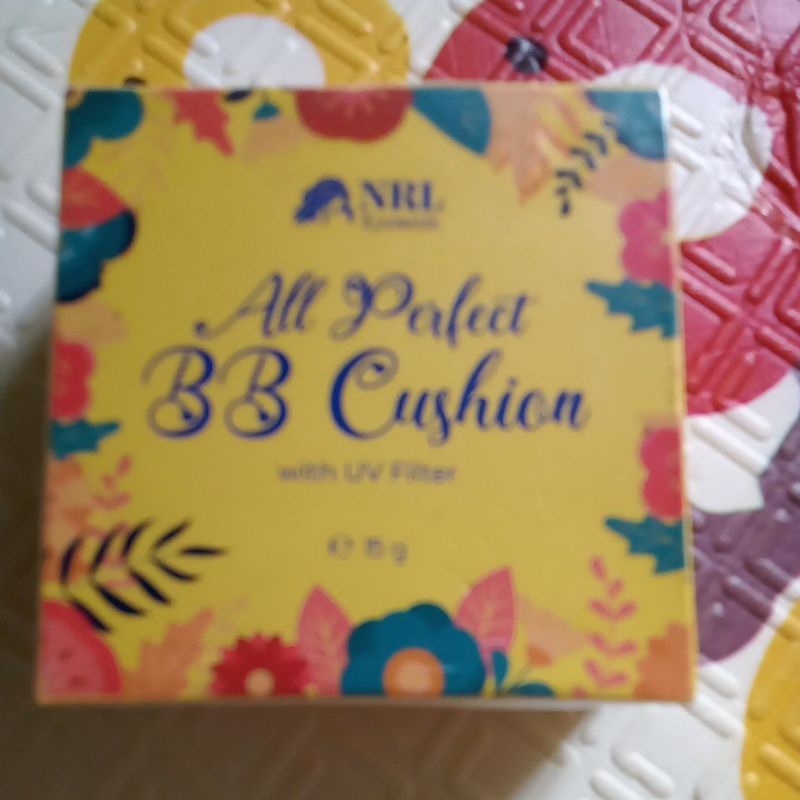 NRL
All Perfect
BB Cushion
with UV Filter
℮ 15 g